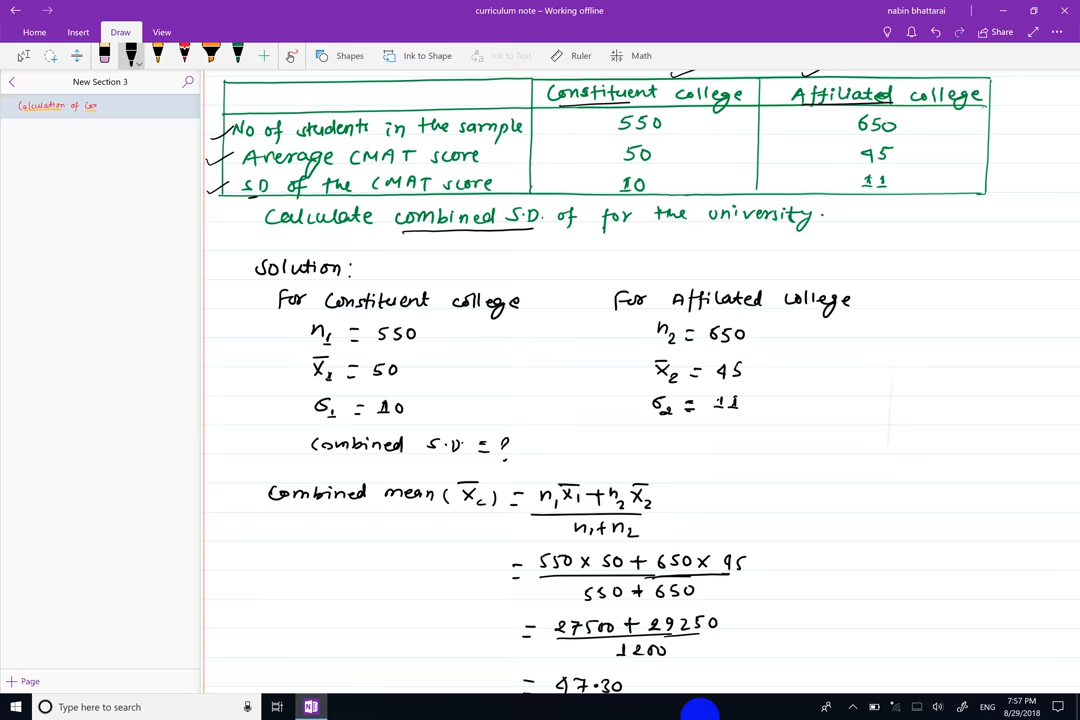 curriculum note – Working offline
nabin bhattarai
Home Insert Draw View
Share
Shapes Ink to Shape Ink to Text Ruler Math
New Section 3
Calculation of Com
Constituent college Affiliated college
No of students in the sample 550 650
Average CMAT score 50 45
SD of the CMAT score 10 11
Calculate combined S.D. of for the university.
Solution:
For Constituent college For Affilated college
n1 = 550 n2 = 650
x̄1 = 50 x̄2 = 45
σ1 = 10 σ2 = 11
Combined S.D. = ?
Combined mean ( x̄c ) = n1 x̄1 + n2 x̄2
n1 + n2
= 550 × 50 + 650 × 45
550 + 650
= 27500 + 29250
1200
= 47.30
+ Page
Type here to search
7:57 PM
8/29/2018